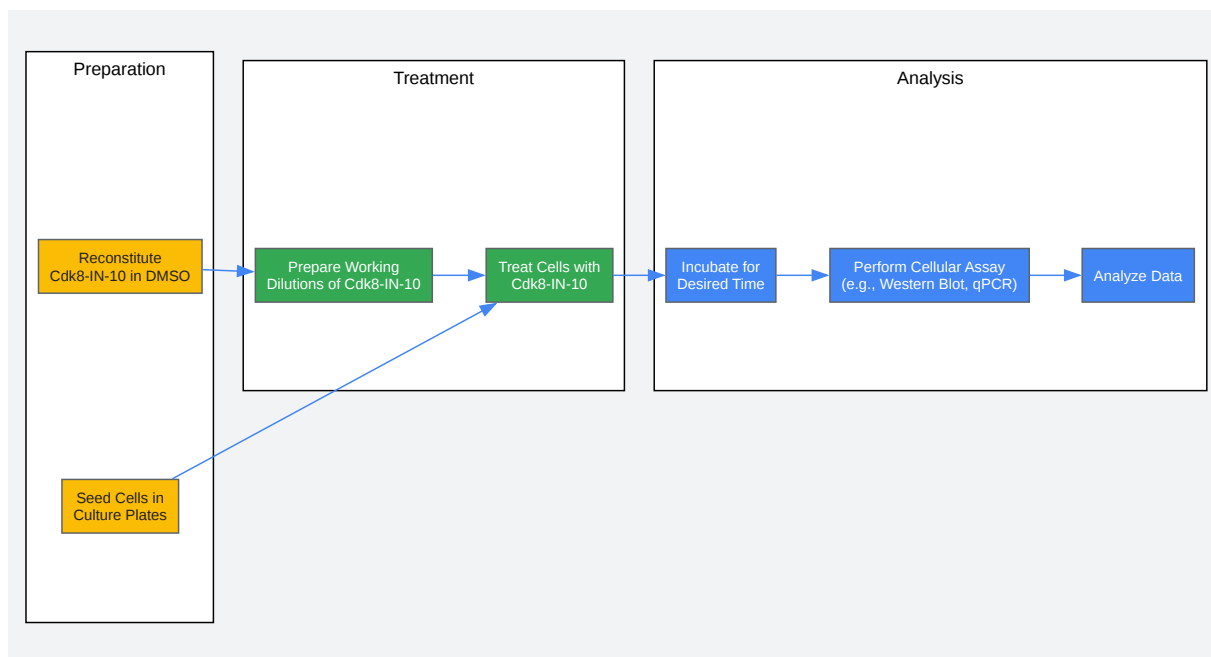 Preparation
Reconstitute
Cdk8-IN-10 in DMSO
Seed Cells in
Culture Plates
Treatment
Prepare Working
Dilutions of Cdk8-IN-10
Treat Cells with
Cdk8-IN-10
Analysis
Incubate for
Desired Time
Perform Cellular Assay
(e.g., Western Blot, qPCR)
Analyze Data